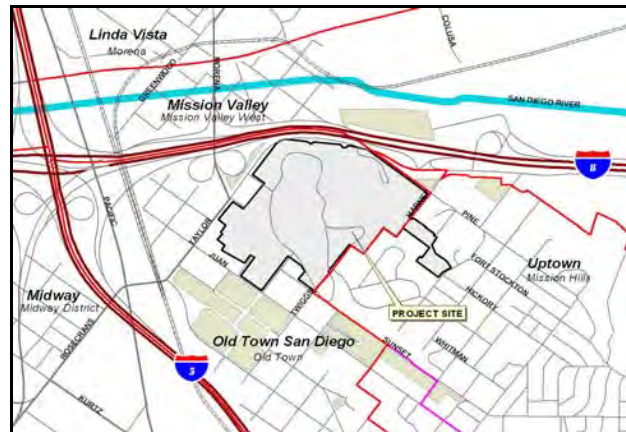 Linda Vista
Morena
COLUSA
GREENWOOD
MORENA
Mission Valley
Mission Valley West
SAN DIEGO RIVER
8
PACIFIC
TAYLOR
JUAN
PINE
FORT STOCKTON
Uptown
Mission Hills
HICKORY
PROJECT SITE
Midway
Midway District
TWIGGS
ROSECRANS
Old Town San Diego
Old Town
SUNSET
WHITMAN
5
KURTZ